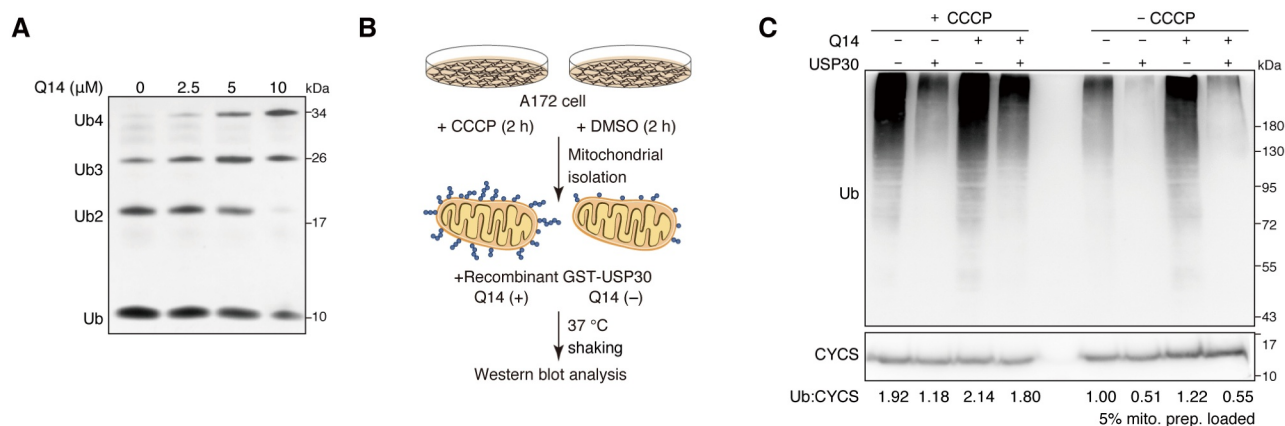 A
Q14 (μM) 0 2.5 5 10 kDa
Ub4 34
Ub3 26
Ub2 17
Ub 10
B
A172 cell
+ CCCP (2 h) + DMSO (2 h)
Mitochondrial
isolation
+Recombinant GST-USP30
Q14 (+) Q14 (–)
37 °C
shaking
Western blot analysis
C
+ CCCP – CCCP
Q14 – – + + – – + +
USP30 – + – + – + – + kDa
180
130
Ub 95
72
55
43
CYCS 17
10
Ub:CYCS 1.92 1.18 2.14 1.80 1.00 0.51 1.22 0.55
5% mito. prep. loaded